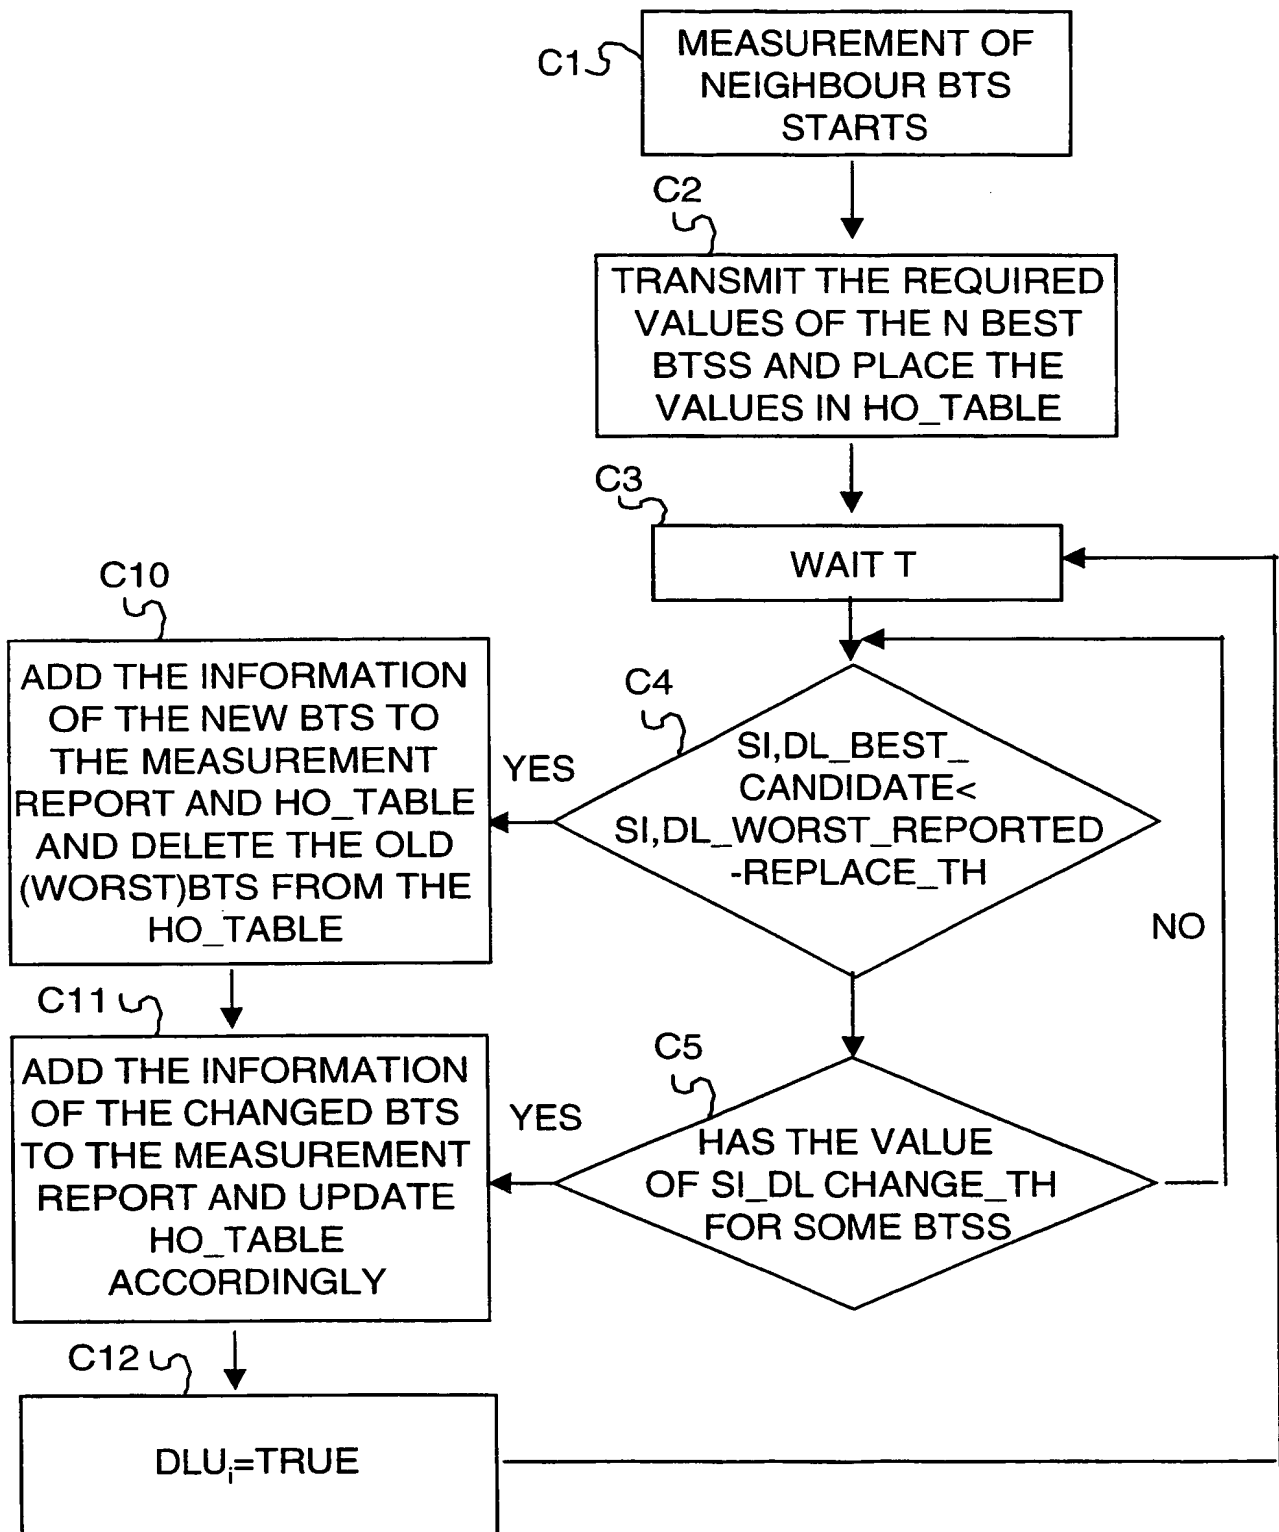 C1
MEASUREMENT OF
NEIGHBOUR BTS
STARTS
C2
TRANSMIT THE REQUIRED
VALUES OF THE N BEST
BTSS AND PLACE THE
VALUES IN HO_TABLE
C3
WAIT T
C10
ADD THE INFORMATION
OF THE NEW BTS TO
THE MEASUREMENT
REPORT AND HO_TABLE
AND DELETE THE OLD
(WORST)BTS FROM THE
HO_TABLE
YES
C4
SI,DL_BEST_
CANDIDATE<
SI,DL_WORST_REPORTED
-REPLACE_TH
NO
C11
ADD THE INFORMATION
OF THE CHANGED BTS
TO THE MEASUREMENT
REPORT AND UPDATE
HO_TABLE
ACCORDINGLY
YES
C5
HAS THE VALUE
OF SI_DL CHANGE_TH
FOR SOME BTSS
C12
DLUi=TRUE